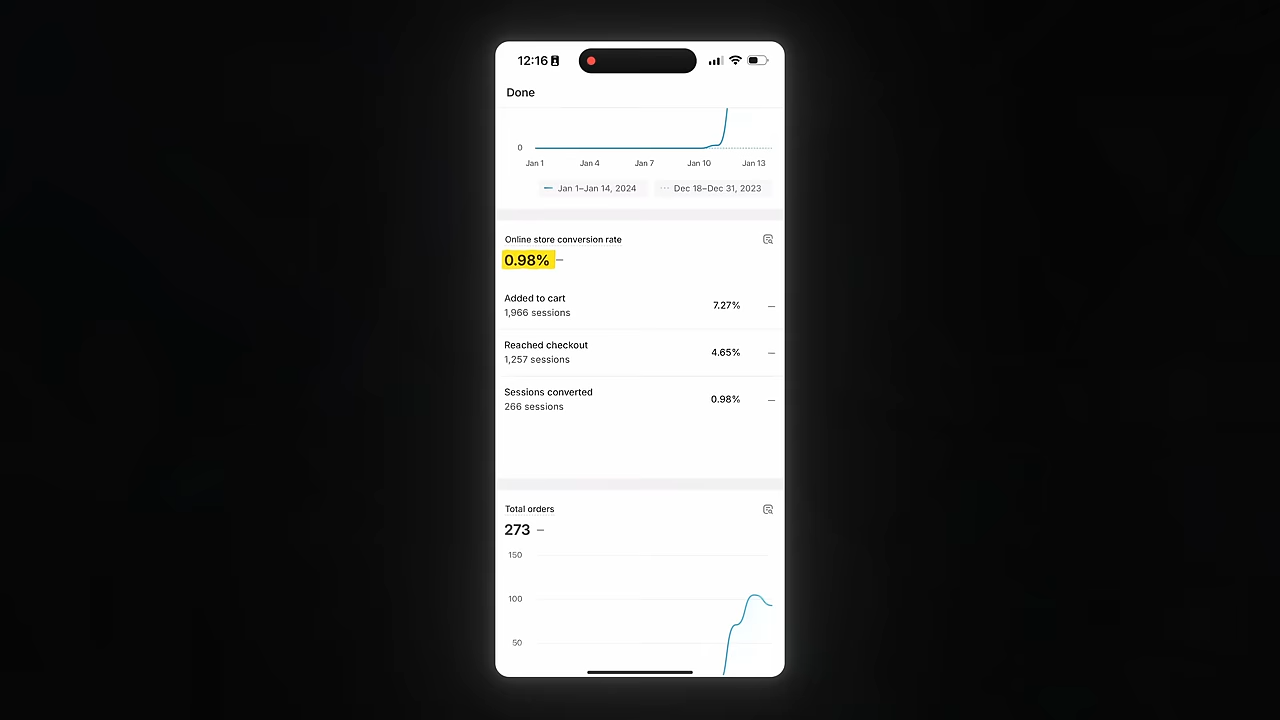 12:16
Done
0
Jan 1 Jan 4 Jan 7 Jan 10 Jan 13
Jan 1–Jan 14, 2024 Dec 18–Dec 31, 2023
Online store conversion rate
0.98% –
Added to cart
1,966 sessions
7.27% –
Reached checkout
1,257 sessions
4.65% –
Sessions converted
266 sessions
0.98% –
Total orders
273 –
150
100
50